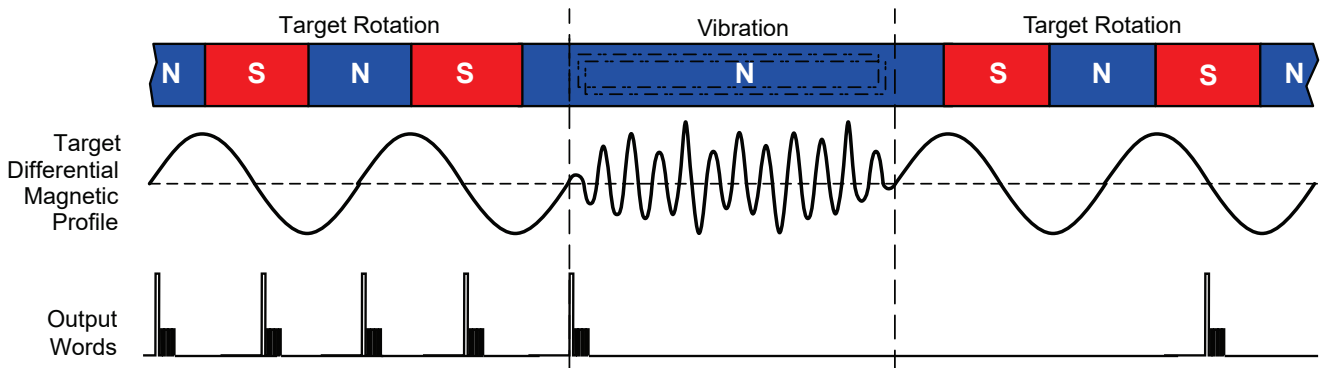 Target Rotation
Vibration
Target Rotation
N S N S N S N S N
Target
Differential
Magnetic
Profile
Output
Words